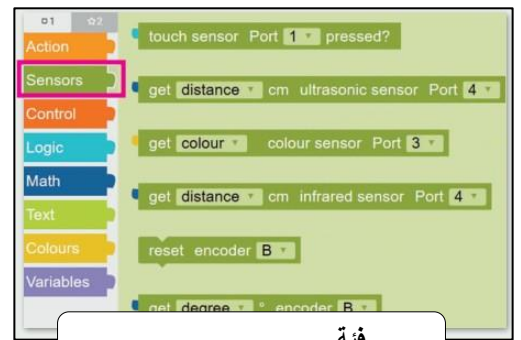 1 2
Action
touch sensor Port 1 pressed?
Sensors
get distance cm ultrasonic sensor Port 4
Control
Logic
get colour colour sensor Port 3
Math
get distance cm infrared sensor Port 4
Text
Colours
reset encoder B
Variables
get degree ° encoder B
فئة